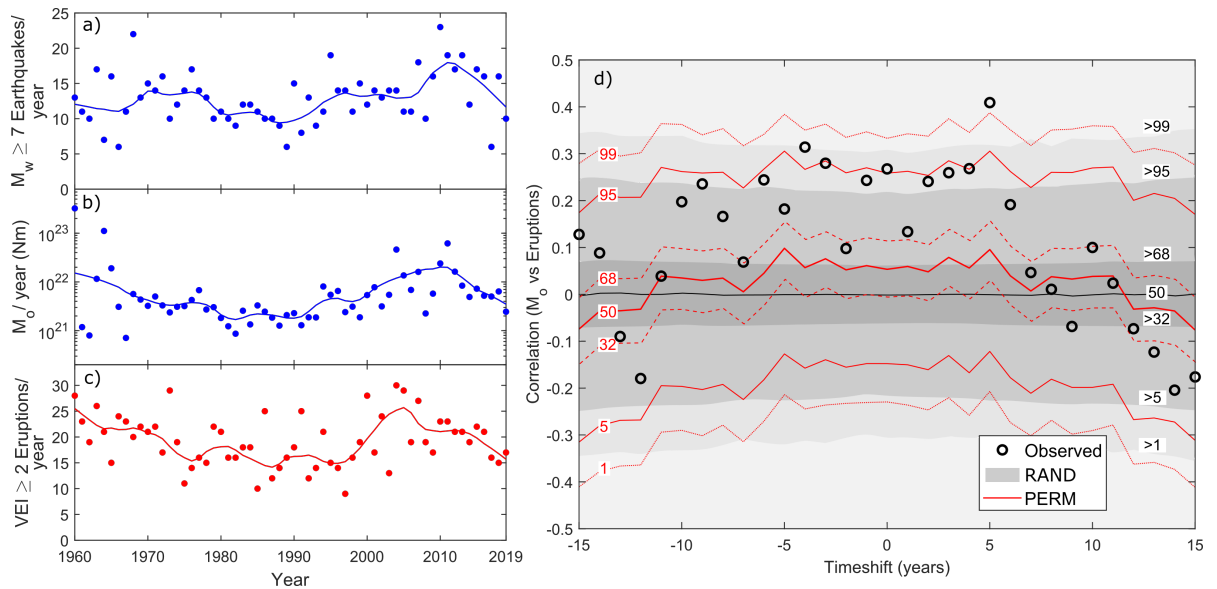 a)
25
20
15
10
5
0
M_w ≥ 7 Earthquakes/
year
b)
10^23
10^22
10^21
M_o / year (Nm)
c)
30
25
20
15
10
5
0
VEI ≥ 2 Eruptions/
year
1960 1970 1980 1990 2000 2010 2019
Year
d)
0.5
0.4
0.3
0.2
0.1
0
-0.1
-0.2
-0.3
-0.4
-0.5
Correlation (M_o vs Eruptions)
99
95
68
50
32
5
1
>99
>95
>68
50
>32
>5
>1
Observed
RAND
PERM
-15 -10 -5 0 5 10 15
Timeshift (years)